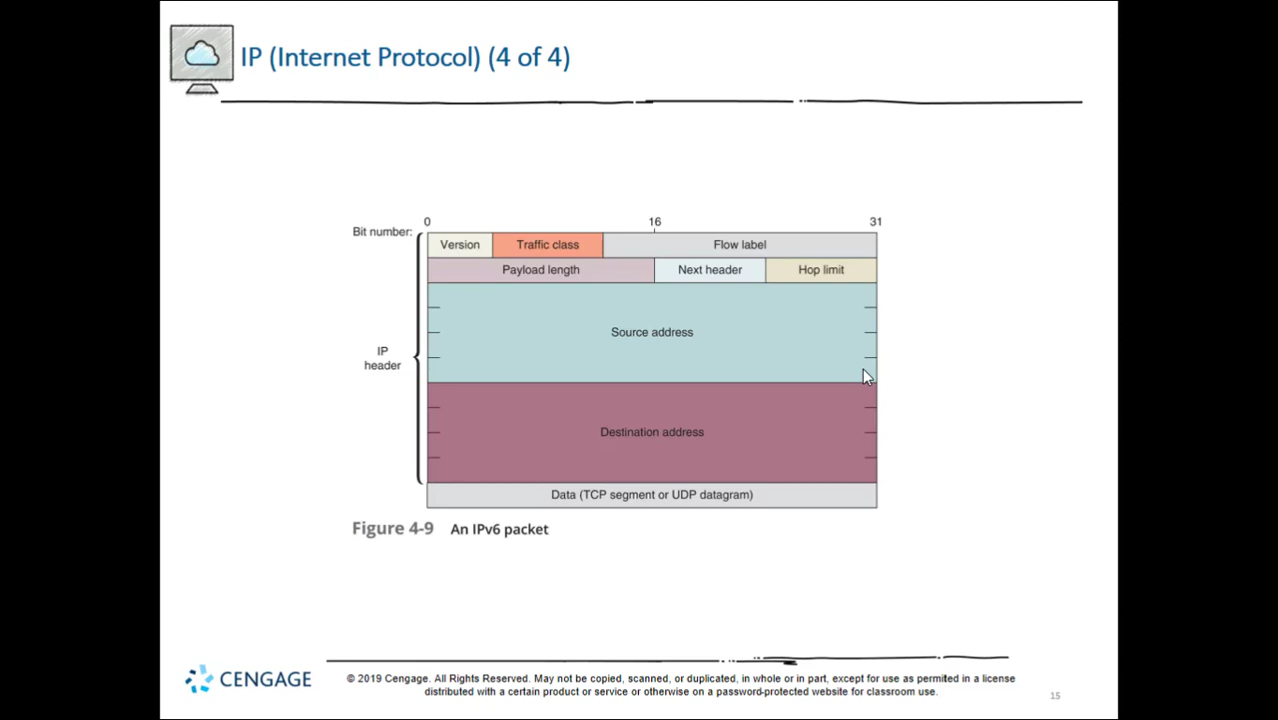 IP (Internet Protocol) (4 of 4)
0 16 31
Bit number:
Version Traffic class Flow label
Payload length Next header Hop limit
Source address
IP
header
Destination address
Data (TCP segment or UDP datagram)
Figure 4-9 An IPv6 packet
CENGAGE
© 2019 Cengage. All Rights Reserved. May not be copied, scanned, or duplicated, in whole or in part, except for use as permitted in a license
distributed with a certain product or service or otherwise on a password-protected website for classroom use.
15